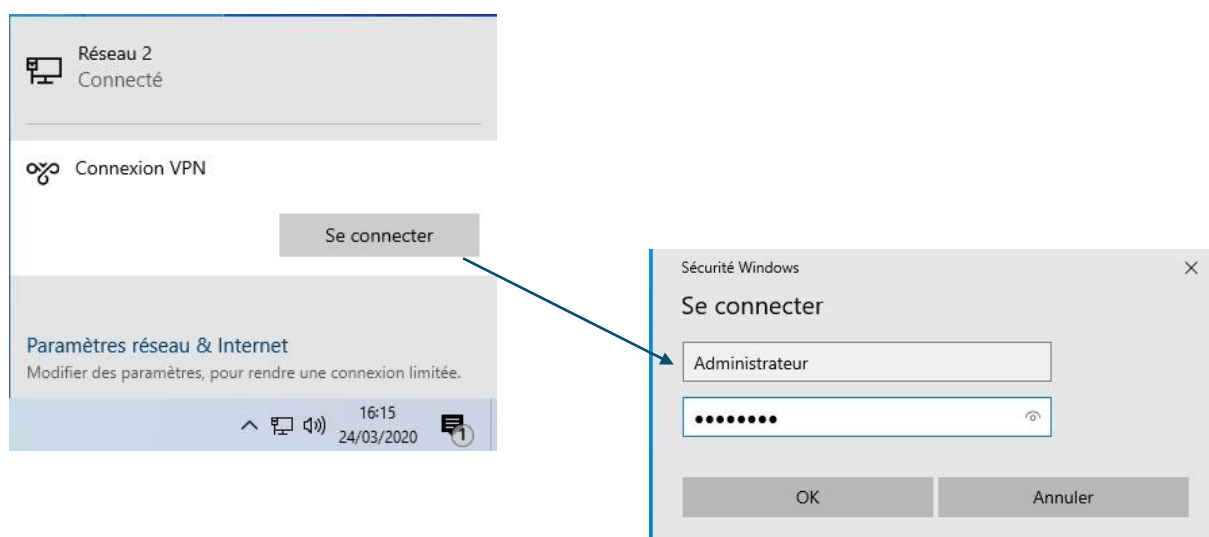 Réseau 2
Connecté
Connexion VPN
Se connecter
Paramètres réseau & Internet
Modifier des paramètres, pour rendre une connexion limitée.
16:15
24/03/2020
1
Sécurité Windows
Se connecter
Administrateur
••••••••
OK Annuler